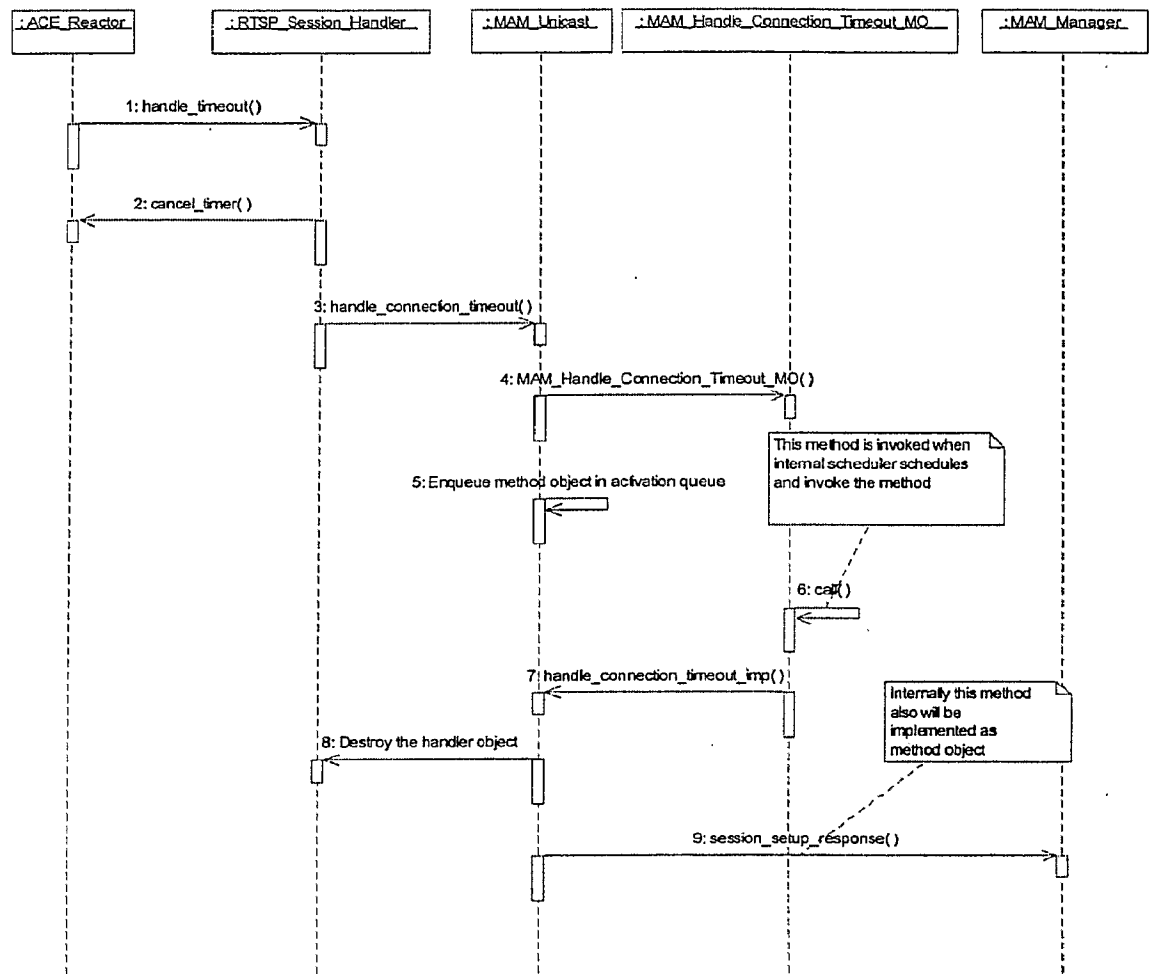 : ACE_Reactor
: RTSP_Session_Handler
: MAM_Unicast
: MAM_Handle_Connection_Timeout_MO
: MAM_Manager
1: handle_timeout( )
2: cancel_timer( )
3: handle_connection_timeout( )
4: MAM_Handle_Connection_Timeout_MO( )
This method is invoked when
internal scheduler schedules
and invoke the method
5: Enqueue method object in activation queue
6: call( )
7: handle_connection_timeout_imp( )
Internally this method
also will be
implemented as
method object
8: Destroy the handler object
9: session_setup_response( )